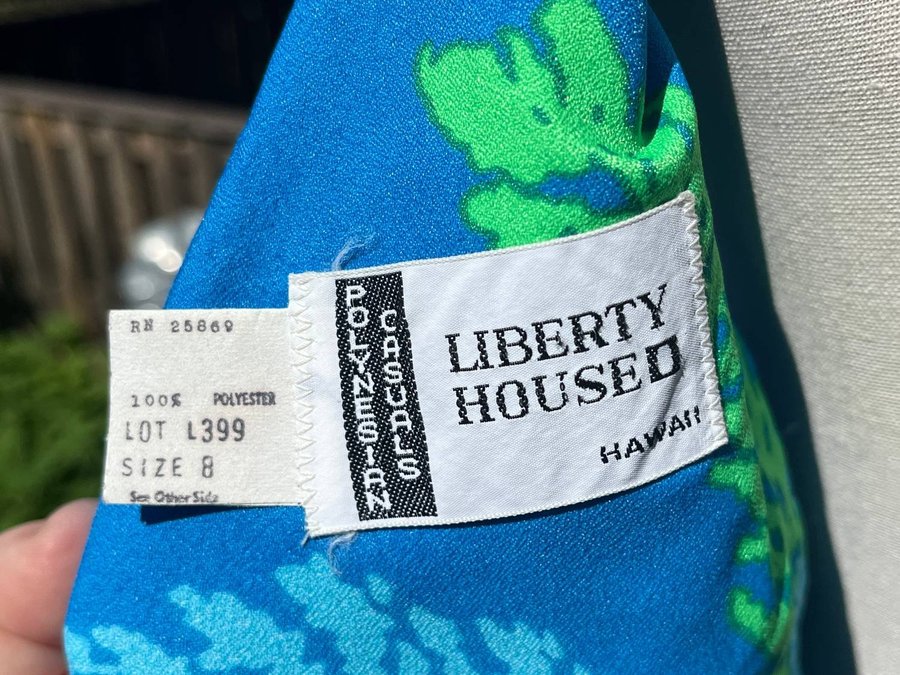 RN 25869
100% POLYESTER
LOT L399
SIZE 8
See Other Side
POLYNESIAN
CASUALS
LIBERTY
HOUSE
HAWAII